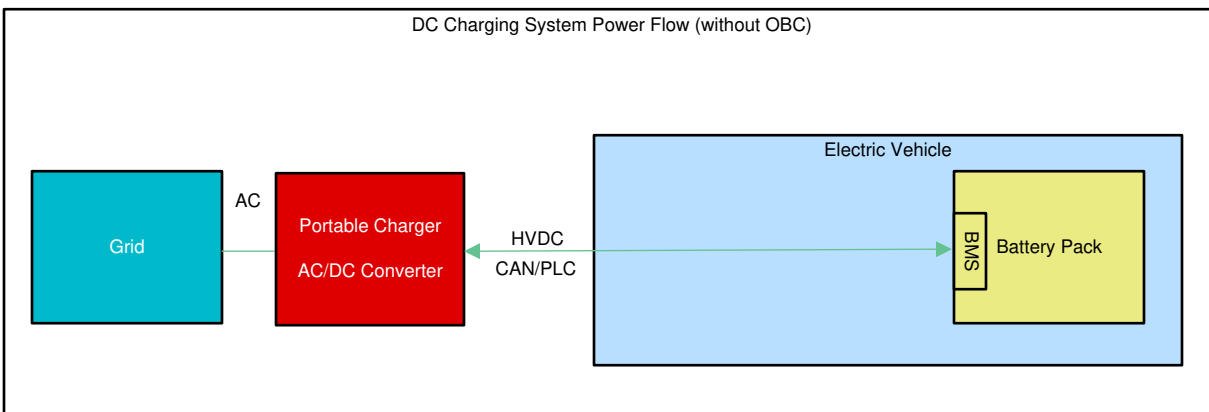 DC Charging System Power Flow (without OBC)
Electric Vehicle
AC
Grid
Portable Charger
AC/DC Converter
HVDC
CAN/PLC
BMS
Battery Pack